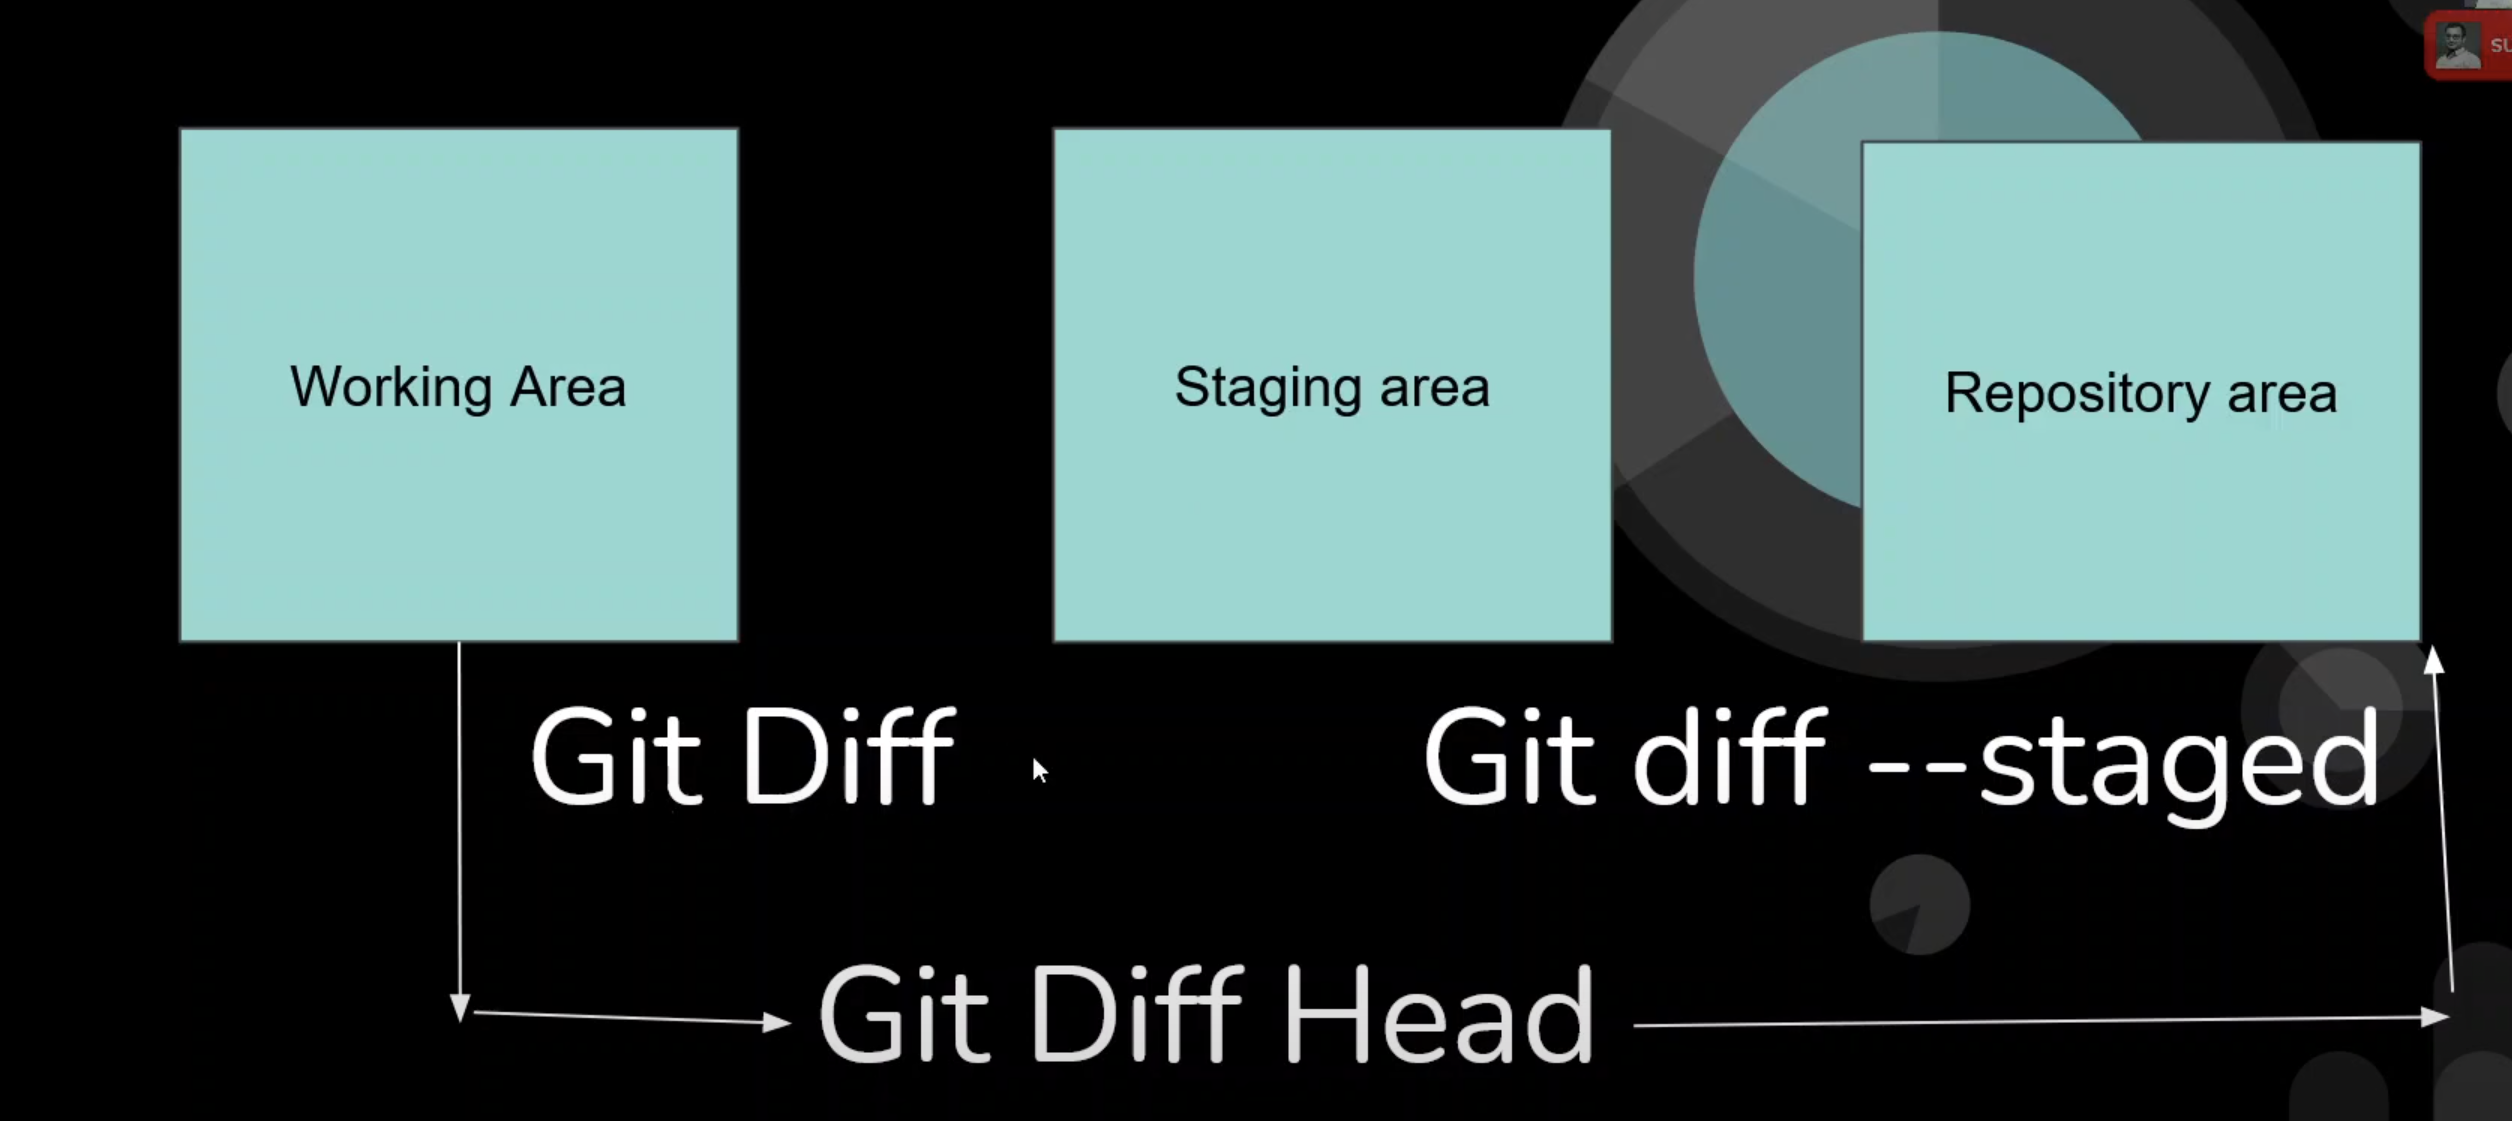 SU
Working Area
Staging area
Repository area
Git Diff
Git diff --staged
Git Diff Head